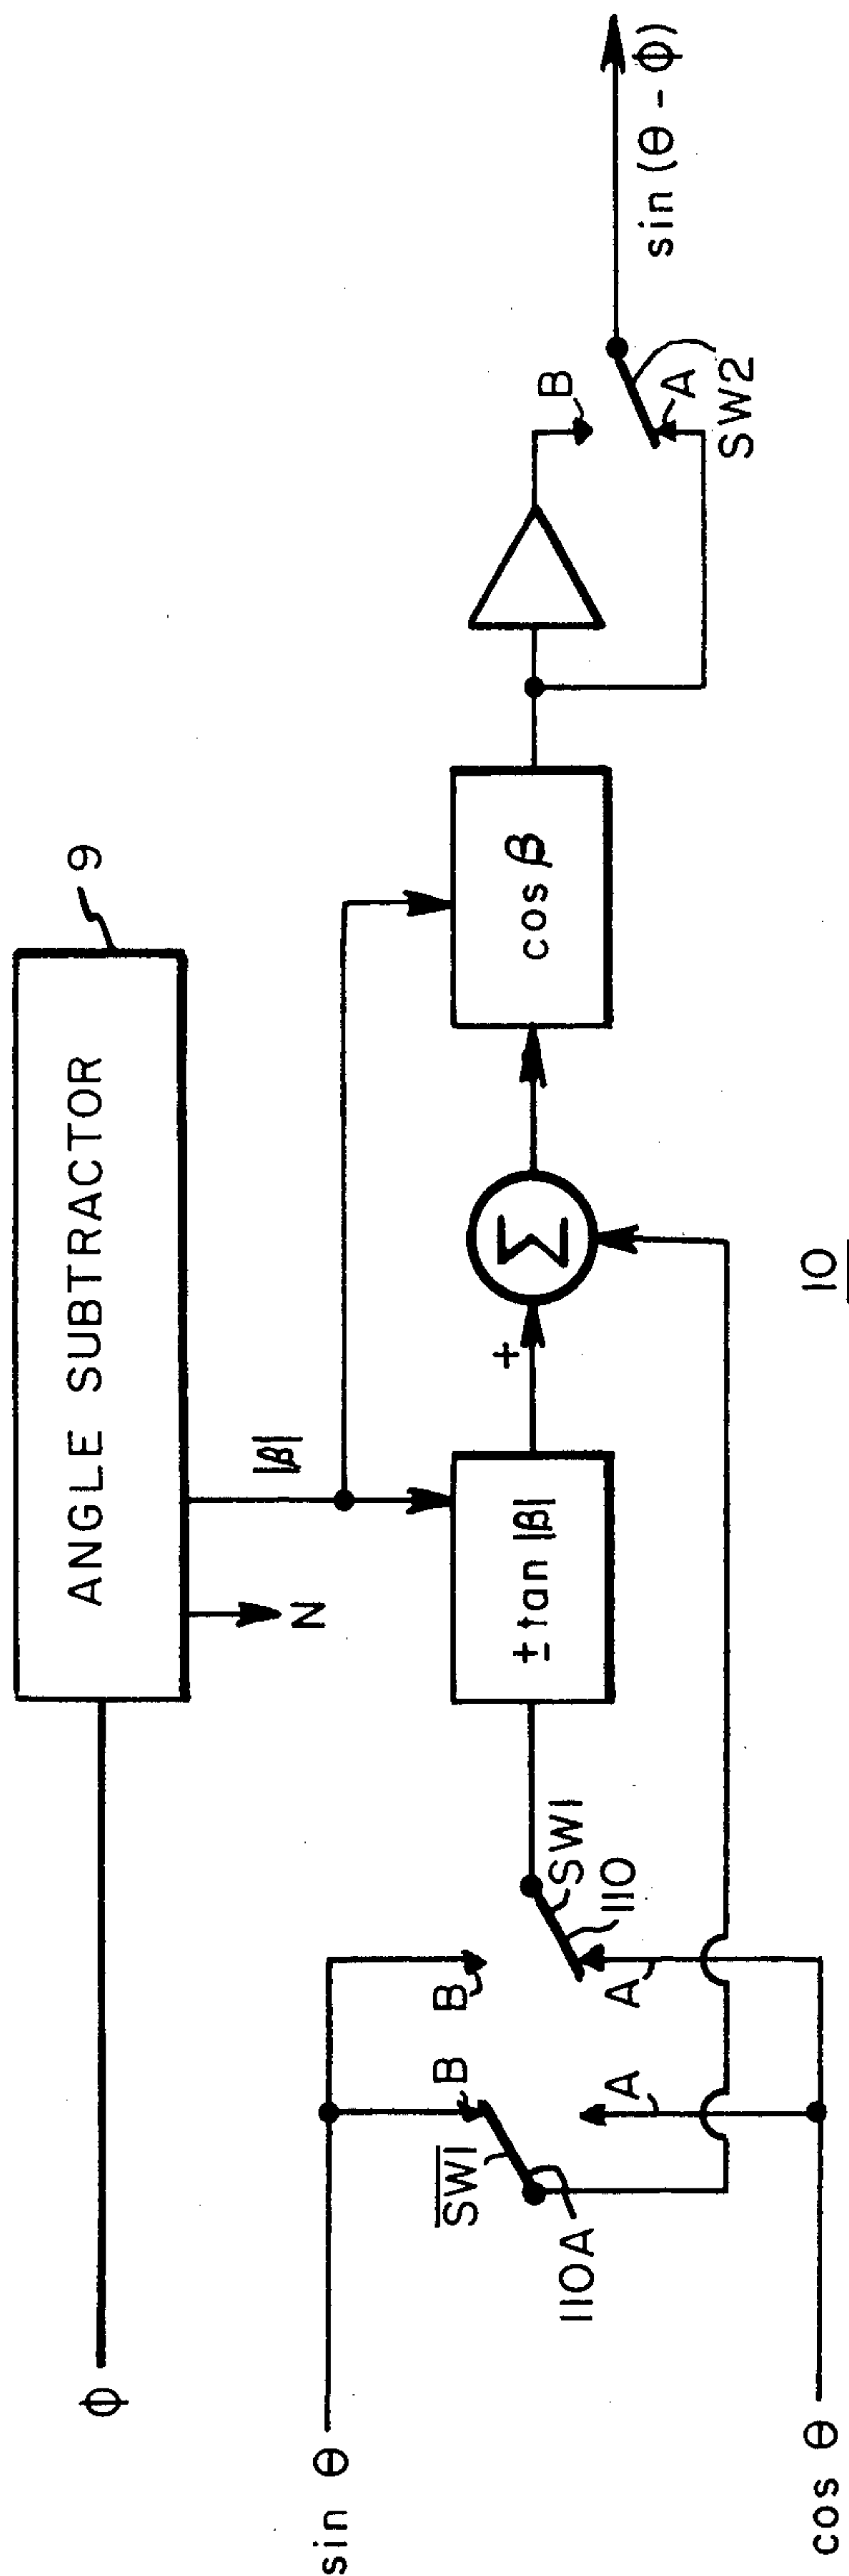 ϕ
ANGLE SUBTRACTOR
9
N
|β|
sin θ
cos θ
SW1
110A
B
A
B
A
SW1
110
± tan |β|
+
Σ
cos β
B
A
SW2
sin (θ - ϕ)
10